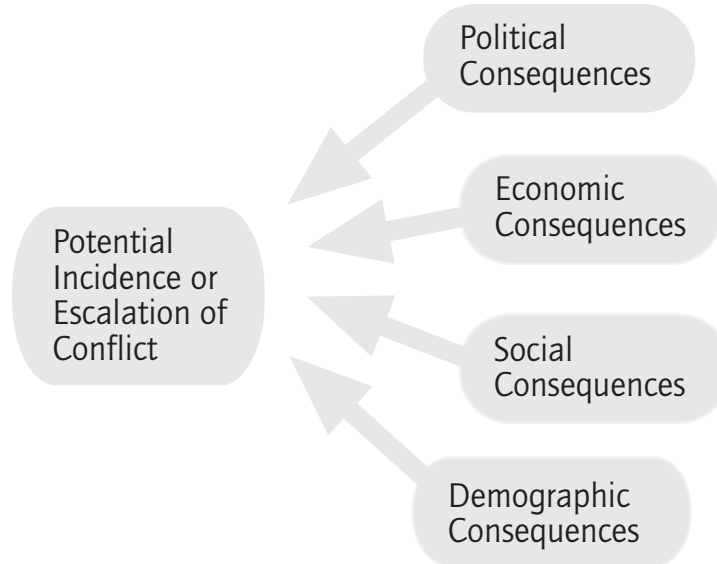 Political
Consequences
Economic
Consequences
Potential
Incidence or
Escalation of
Conflict
Social
Consequences
Demographic
Consequences